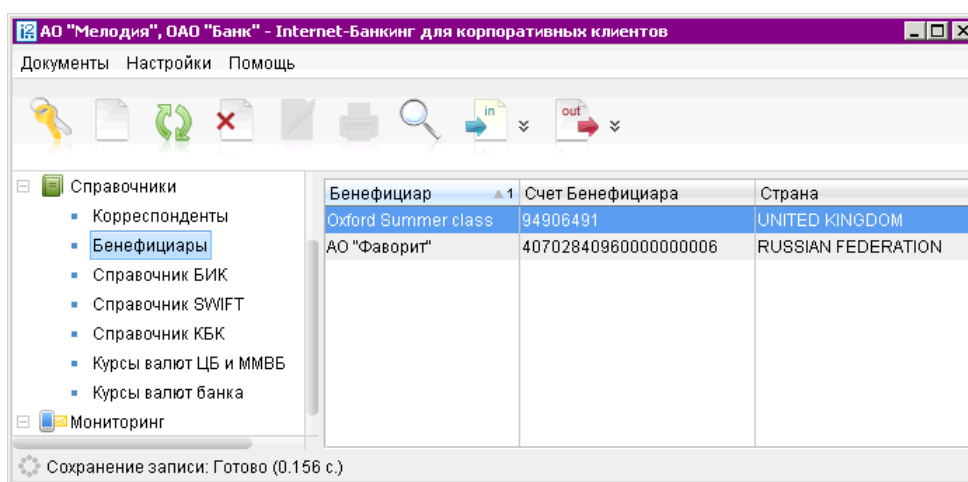 i2 АО "Мелодия", ОАО "Банк" - Internet-Банкинг для корпоративных клиентов
Документы Настройки Помощь
in out
Справочники
Корреспонденты
Бенефициары
Справочник БИК
Справочник SWIFT
Справочник КБК
Курсы валют ЦБ и ММВБ
Курсы валют банка
Мониторинг
Бенефициар 1 Счет Бенефициара Страна
Oxford Summer class 94906491 UNITED KINGDOM
АО "Фаворит" 40702840960000000006 RUSSIAN FEDERATION
Сохранение записи: Готово (0.156 с.)